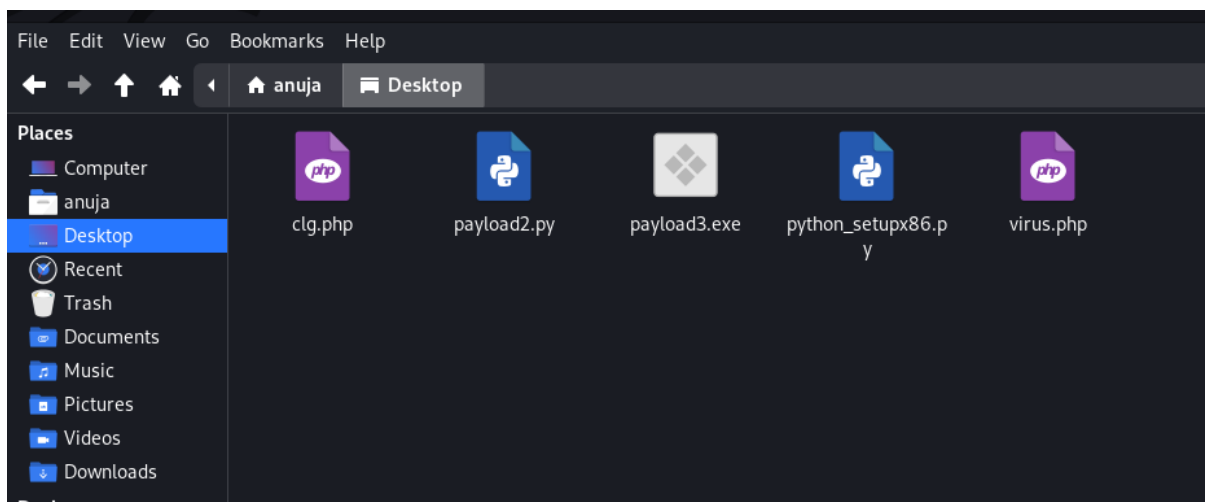 File Edit View Go Bookmarks Help
anuja Desktop
Places
Computer
anuja
Desktop
Recent
Trash
Documents
Music
Pictures
Videos
Downloads
php
clg.php
payload2.py
payload3.exe
python_setupx86.p
y
php
virus.php